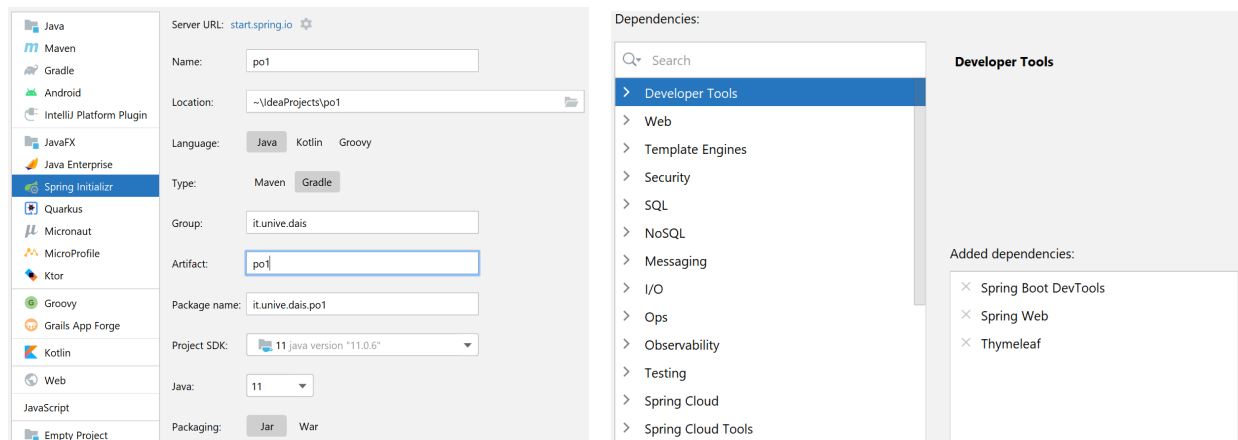 Java
Maven
Gradle
Android
IntelliJ Platform Plugin
JavaFX
Java Enterprise
Spring Initializr
Quarkus
Micronaut
MicroProfile
Ktor
Groovy
Grails App Forge
Kotlin
Web
JavaScript
Empty Project
Server URL: start.spring.io
Name: po1
Location: ~\IdeaProjects\po1
Language: Java Kotlin Groovy
Type: Maven Gradle
Group: it.unive.dais
Artifact: po1
Package name: it.unive.dais.po1
Project SDK: 11 java version "11.0.6"
Java: 11
Packaging: Jar War
Dependencies:
Search
Developer Tools
Web
Template Engines
Security
SQL
NoSQL
Messaging
I/O
Ops
Observability
Testing
Spring Cloud
Spring Cloud Tools
Developer Tools
Added dependencies:
Spring Boot DevTools
Spring Web
Thymeleaf